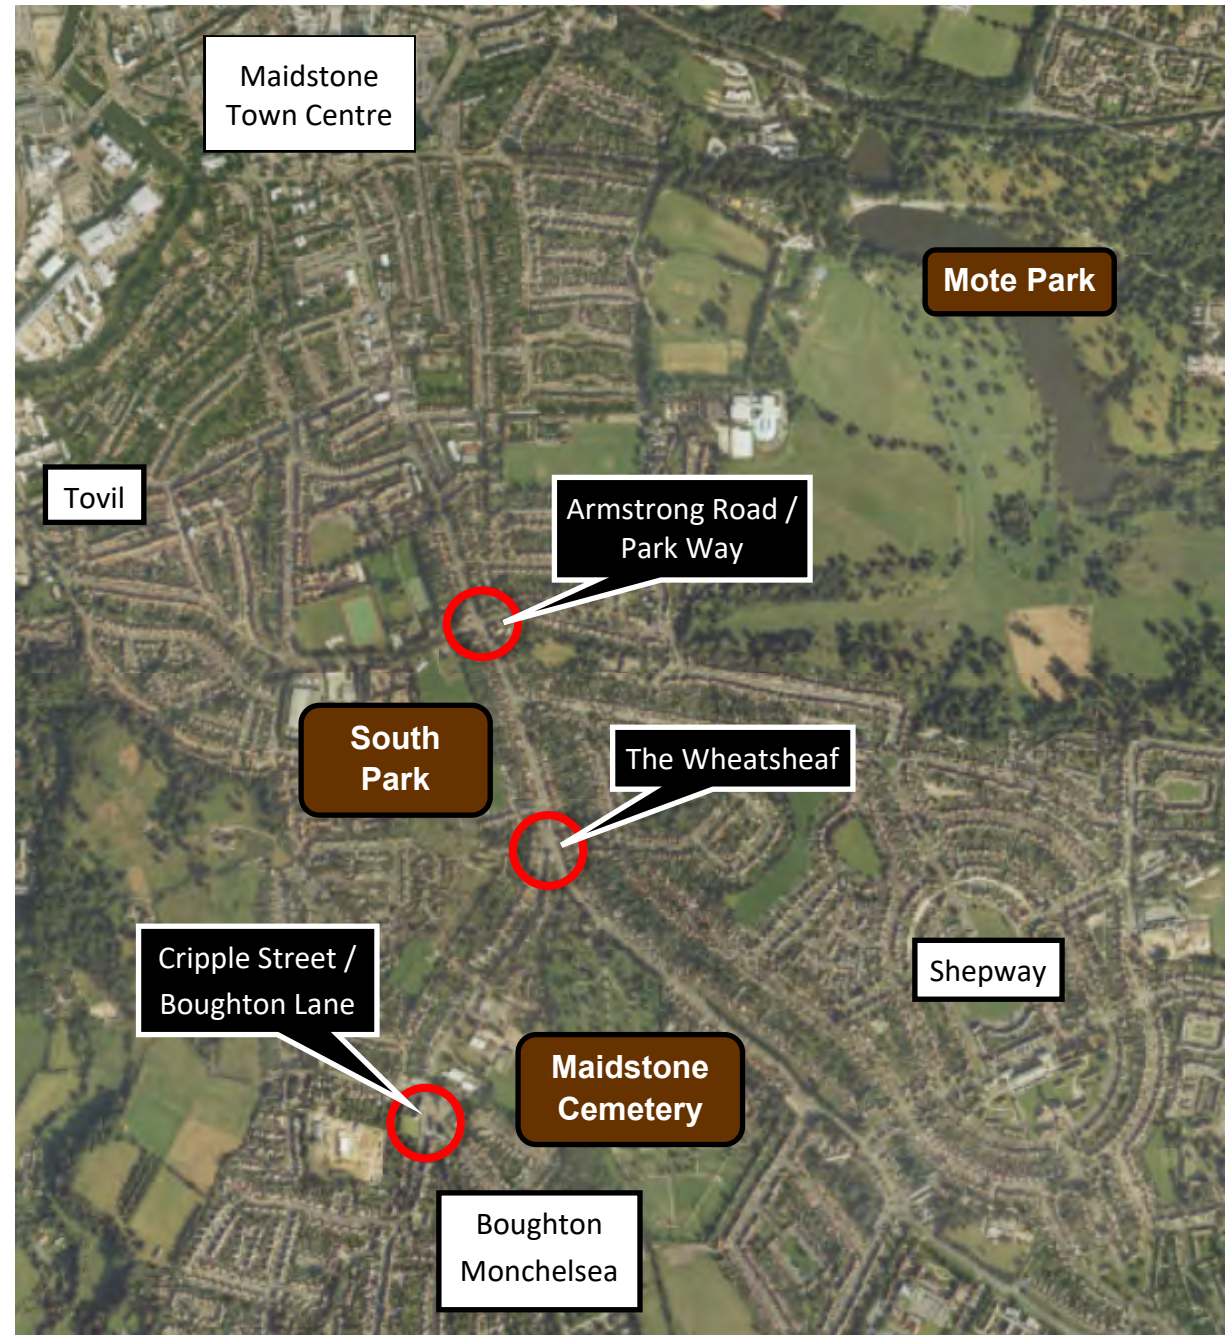 Maidstone
Town Centre
Mote Park
Tovil
Armstrong Road /
Park Way
South
Park
The Wheatsheaf
Cripple Street /
Boughton Lane
Shepway
Maidstone
Cemetery
Boughton
Monchelsea